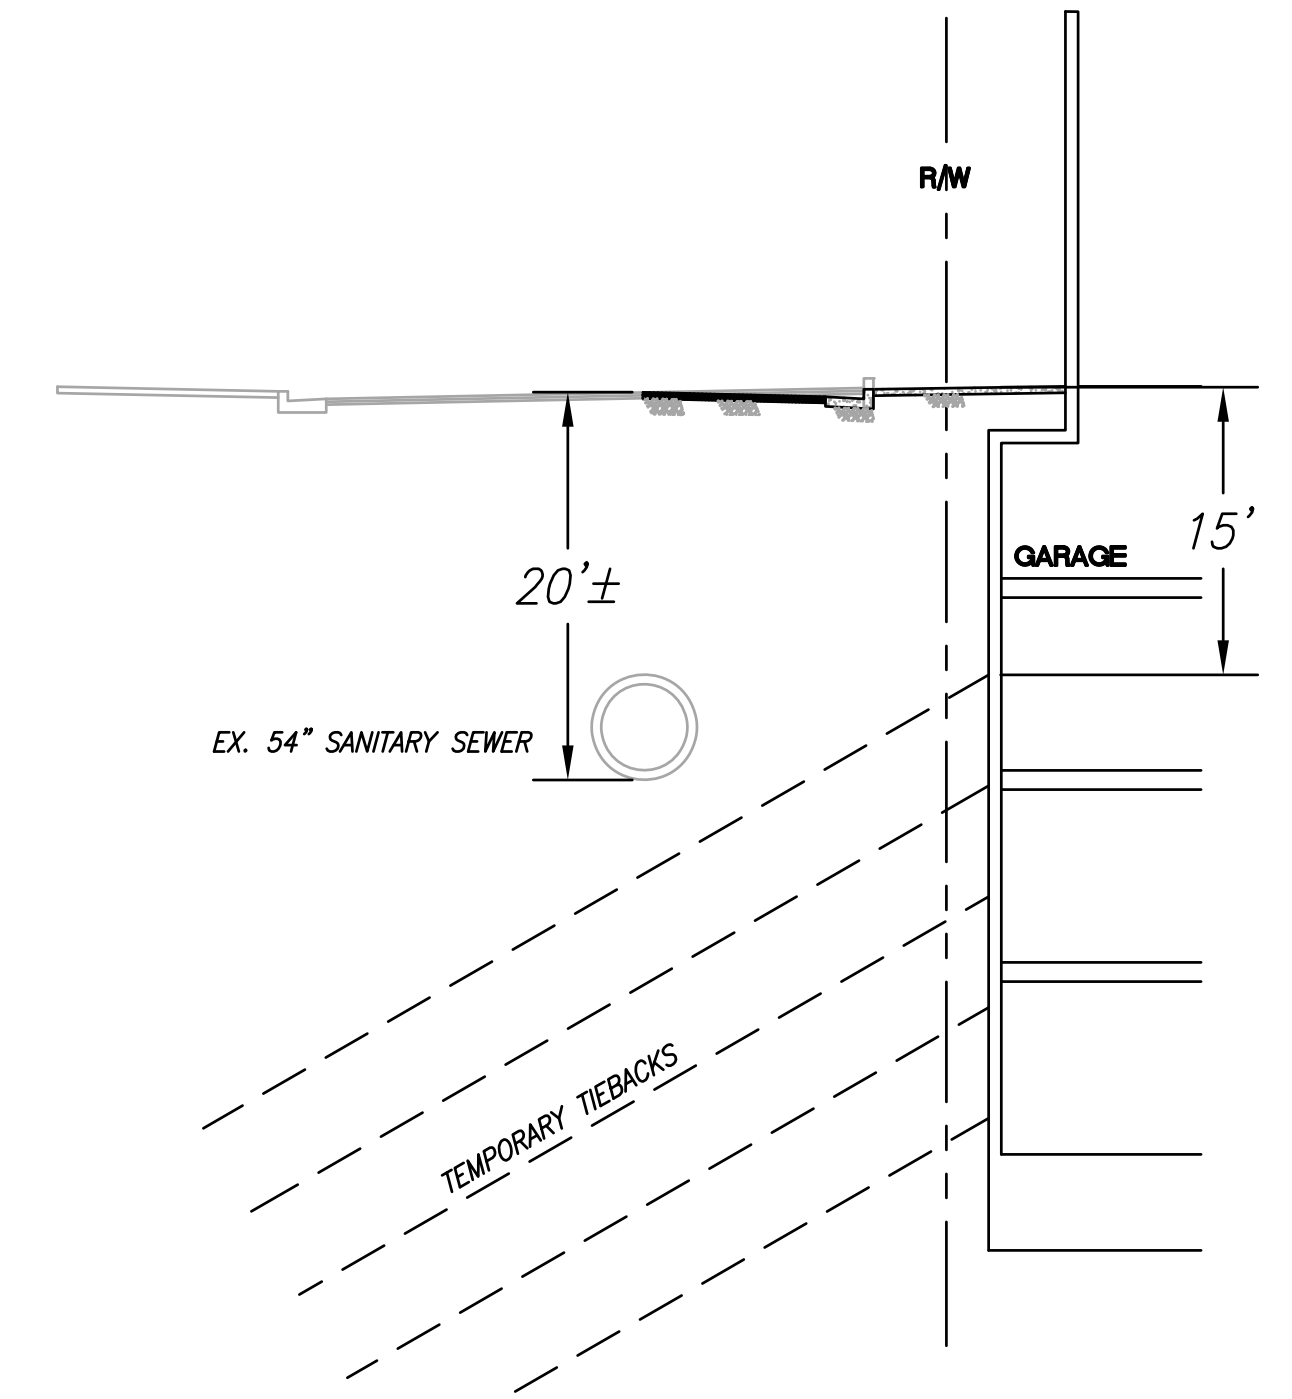 R/W
15’
GARAGE
20’±
EX. 54” SANITARY SEWER
TEMPORARY TIEBACKS